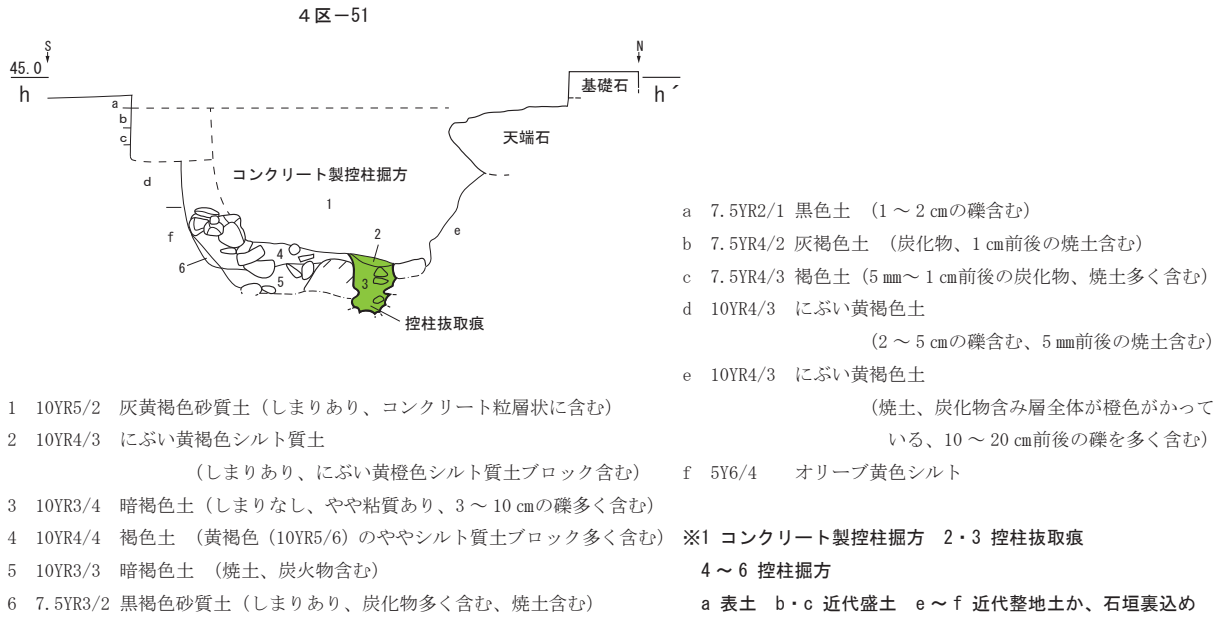 4区－51
S
N
45.0
h
h´
基礎石
a
b
c
天端石
d
コンクリート製控柱掘方
1
e
f
2
6
4
5
3
控柱抜取痕
a 7.5YR2/1 黒色土 （1～2㎝の礫含む）
b 7.5YR4/2 灰褐色土 （炭化物、1㎝前後の焼土含む）
c 7.5YR4/3 褐色土（5㎜～1㎝前後の炭化物、焼土多く含む）
d 10YR4/3 にぶい黄褐色土
（2～5㎝の礫含む、5㎜前後の焼土含む）
e 10YR4/3 にぶい黄褐色土
（焼土、炭化物含み層全体が橙色がかって
いる、10～20㎝前後の礫を多く含む）
f 5Y6/4 オリーブ黄色シルト
1 10YR5/2 灰黄褐色砂質土（しまりあり、コンクリート粒層状に含む）
2 10YR4/3 にぶい黄褐色シルト質土
（しまりあり、にぶい黄橙色シルト質土ブロック含む）
3 10YR3/4 暗褐色土（しまりなし、やや粘質あり、3～10㎝の礫多く含む）
4 10YR4/4 褐色土 （黄褐色（10YR5/6）のややシルト質土ブロック多く含む）
5 10YR3/3 暗褐色土 （焼土、炭火物含む）
6 7.5YR3/2 黒褐色砂質土（しまりあり、炭化物多く含む、焼土含む）
※1 コンクリート製控柱掘方 2・3 控柱抜取痕
4～6 控柱掘方
a 表土 b・c 近代盛土 e～f 近代整地土か、石垣裏込め